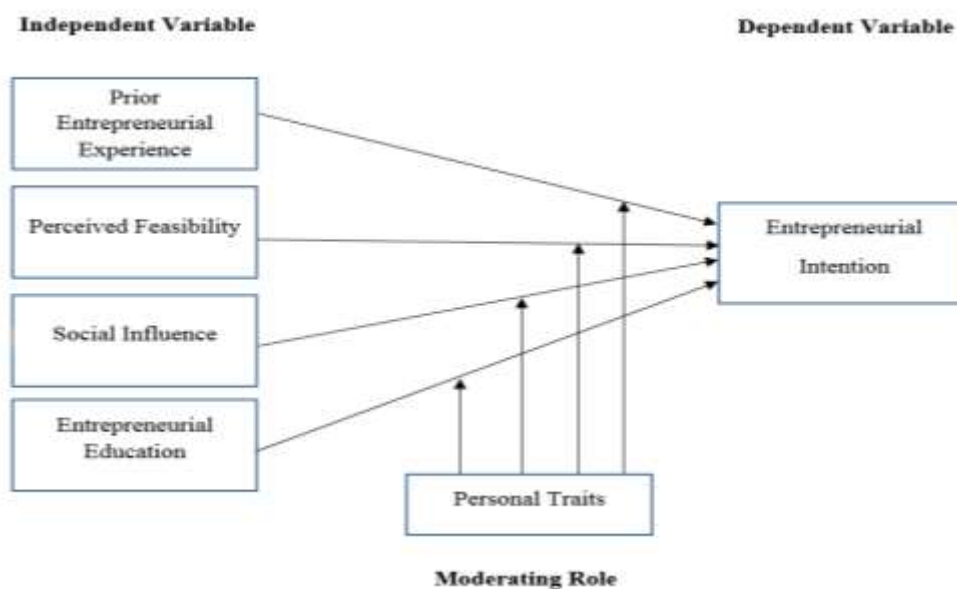 Independent Variable
Dependent Variable
Prior
Entrepreneurial
Experience
Perceived Feasibility
Social Influence
Entrepreneurial
Education
Entrepreneurial
Intention
Personal Traits
Moderating Role